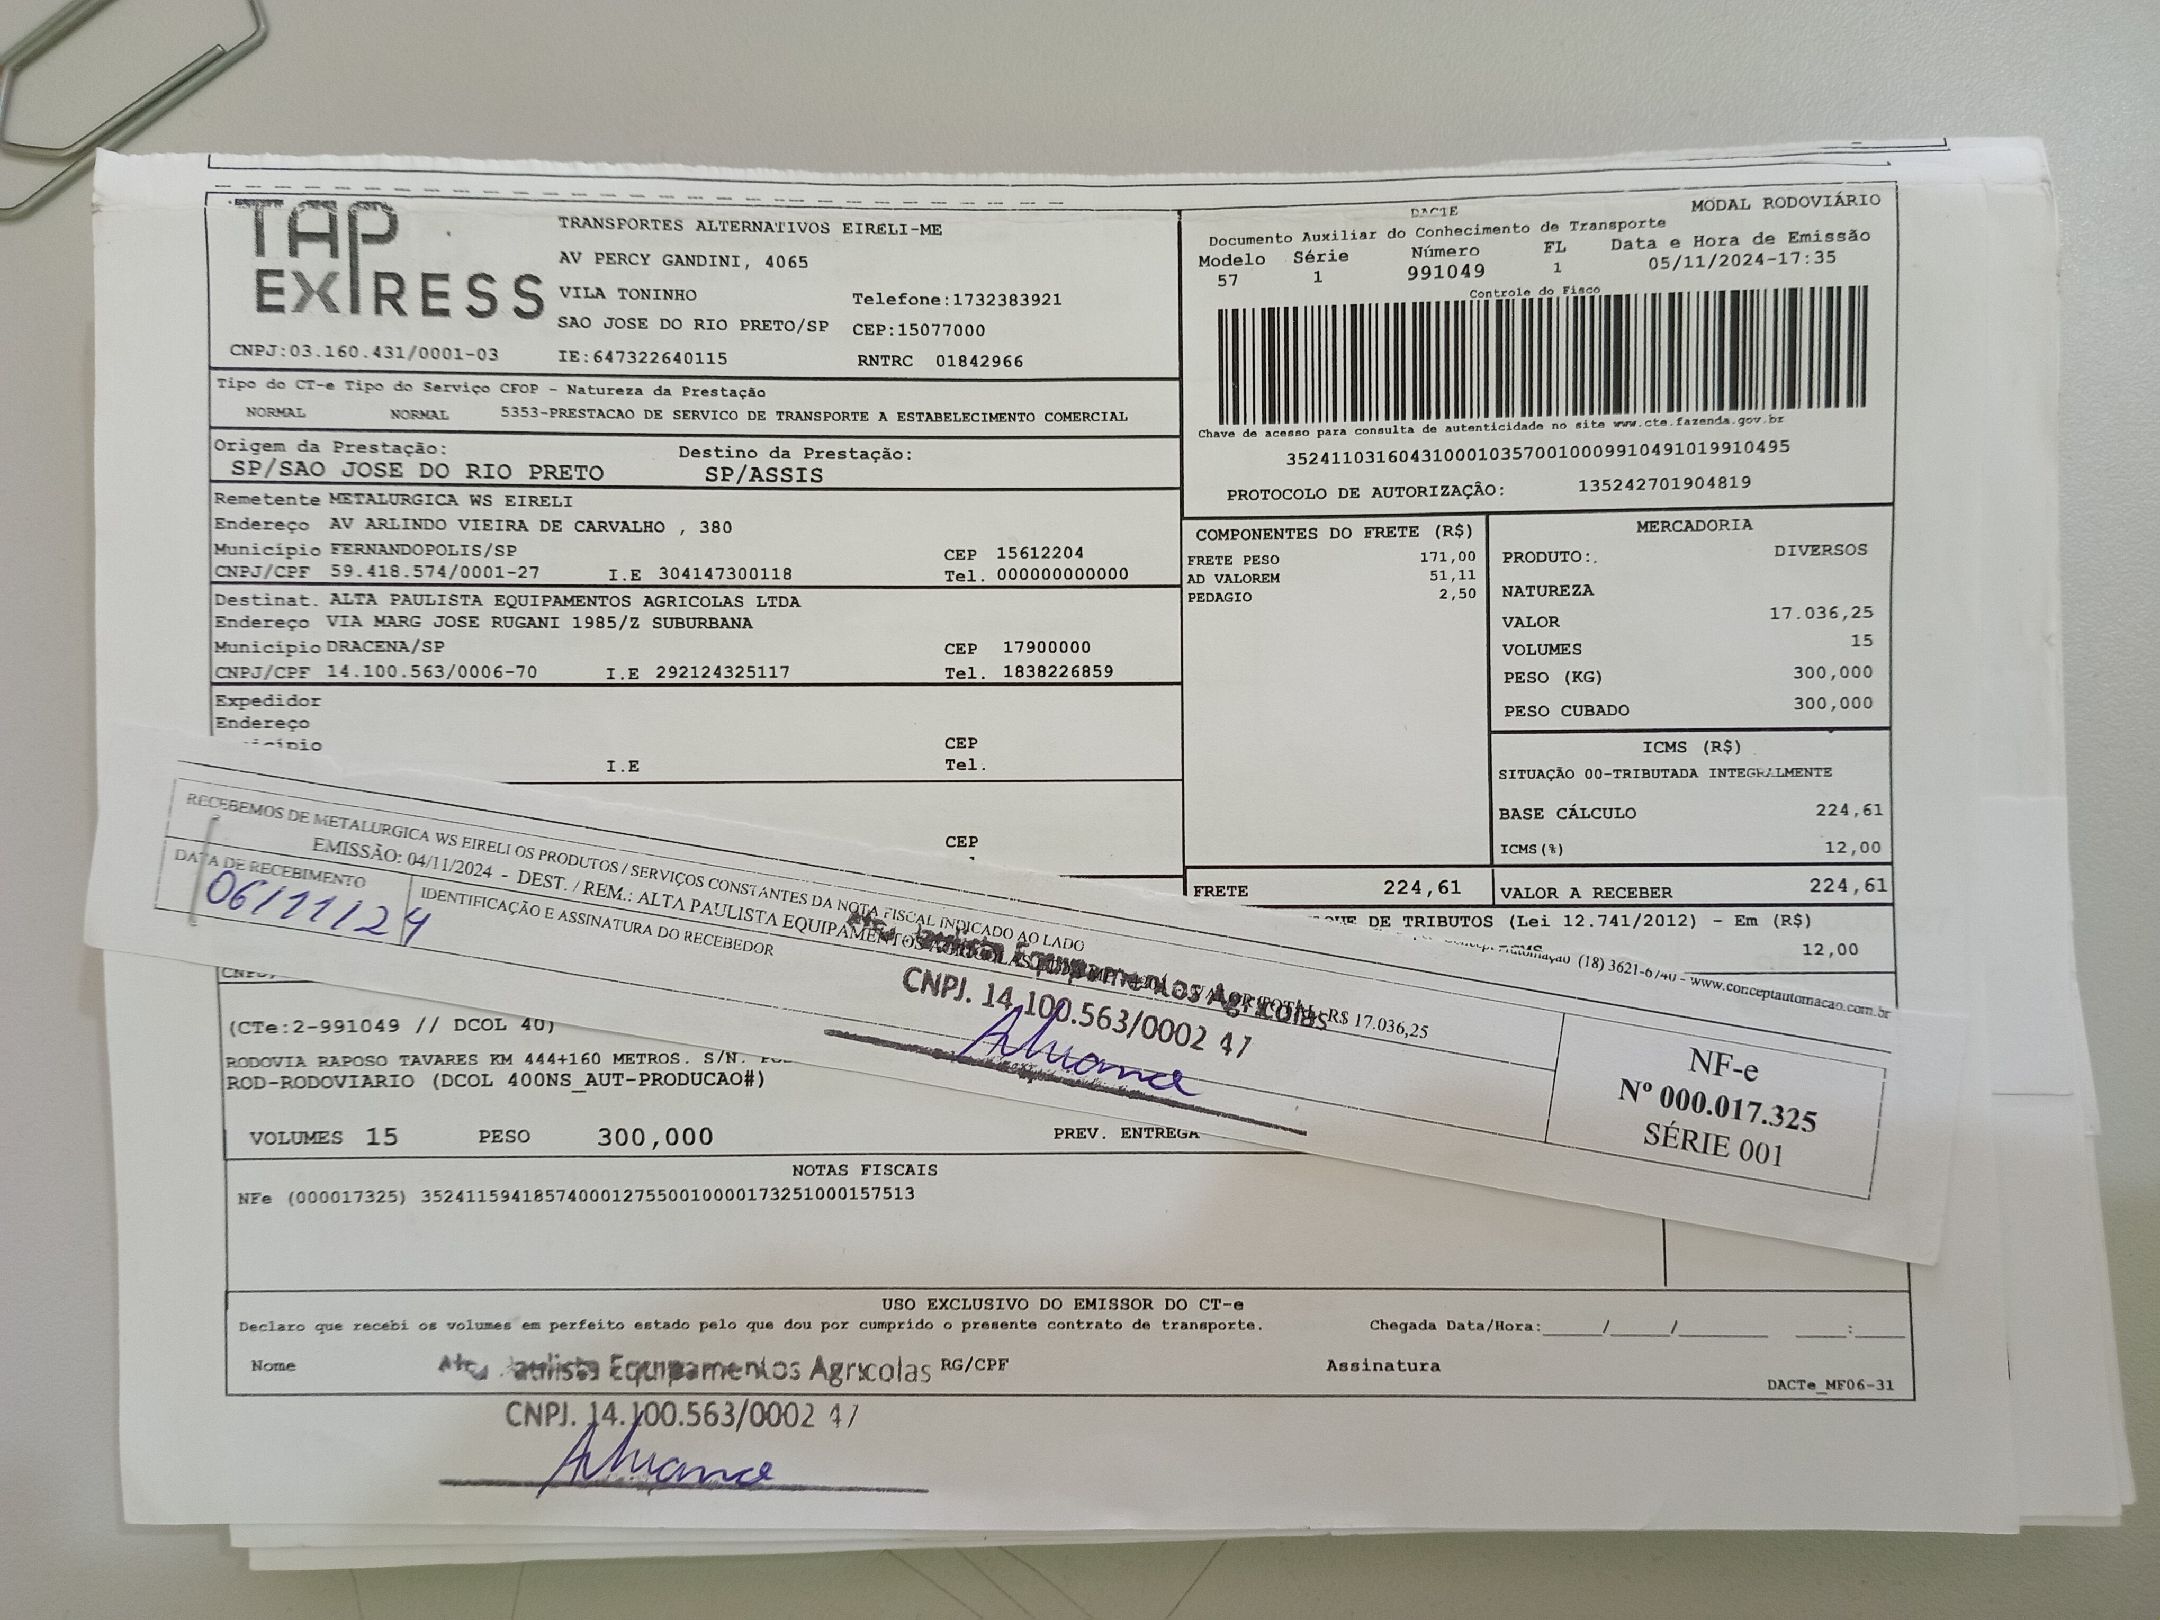 TAP
EXPRESS
TRANSPORTES ALTERNATIVOS EIRELI-ME
AV PERCY GANDINI, 4065
VILA TONINHO
Telefone:1732383921
SAO JOSE DO RIO PRETO/SP CEP:15077000
CNPJ:03.160.431/0001-03 IE:647322640115 RNTRC 01842966
DACTE MODAL RODOVIÁRIO
Documento Auxiliar do Conhecimento de Transporte
Modelo Série Número FL Data e Hora de Emissão
57 1 991049 1 05/11/2024-17:35
Controle do Fisco
Chave de acesso para consulta de autenticidade no site www.cte.fazenda.gov.br
35241103160431000103570010009910491019910495
PROTOCOLO DE AUTORIZAÇÃO: 135242701904819
Tipo do CT-e Tipo do Serviço CFOP - Natureza da Prestação
NORMAL NORMAL 5353-PRESTACAO DE SERVICO DE TRANSPORTE A ESTABELECIMENTO COMERCIAL
Origem da Prestação: Destino da Prestação:
SP/SAO JOSE DO RIO PRETO SP/ASSIS
Remetente METALURGICA WS EIRELI
Endereço AV ARLINDO VIEIRA DE CARVALHO , 380
Município FERNANDOPOLIS/SP CEP 15612204
CNPJ/CPF 59.418.574/0001-27 I.E 304147300118 Tel. 000000000000
Destinat. ALTA PAULISTA EQUIPAMENTOS AGRICOLAS LTDA
Endereço VIA MARG JOSE RUGANI 1985/Z SUBURBANA
Município DRACENA/SP CEP 17900000
CNPJ/CPF 14.100.563/0006-70 I.E 292124325117 Tel. 1838226859
Expedidor
Endereço
CEP
I.E Tel.
CEP
COMPONENTES DO FRETE (R$)
FRETE PESO 171,00
AD VALOREM 51,11
PEDAGIO 2,50
MERCADORIA
PRODUTO:. DIVERSOS
NATUREZA
VALOR 17.036,25
VOLUMES 15
PESO (KG) 300,000
PESO CUBADO 300,000
ICMS (R$)
SITUAÇÃO 00-TRIBUTADA INTEGRALMENTE
BASE CÁLCULO 224,61
ICMS(%) 12,00
FRETE 224,61 VALOR A RECEBER 224,61
DE TRIBUTOS (Lei 12.741/2012) - Em (R$)
12,00
(18) 3621-6740 - www.conceptautomacao.com.br
RECEBEMOS DE METALURGICA WS EIRELI OS PRODUTOS / SERVIÇOS CONSTANTES DA NOTA FISCAL INDICADO AO LADO
EMISSÃO: 04/11/2024 - DEST. / REM.: ALTA PAULISTA EQUIPAMENTOS R$ 17.036,25
DATA DE RECEBIMENTO IDENTIFICAÇÃO E ASSINATURA DO RECEBEDOR
06/11/24
Equipamentos Agricolas
CNPJ. 14.100.563/0002 47
NF-e
Nº 000.017.325
SÉRIE 001
(CTe:2-991049 // DCOL 40)
RODOVIA RAPOSO TAVARES KM 444+160 METROS. S/N.
ROD-RODOVIARIO (DCOL 400NS_AUT-PRODUCAO#)
VOLUMES 15 PESO 300,000 PREV. ENTREGA
NOTAS FISCAIS
NFe (000017325) 35241159418574000127550010000173251000157513
USO EXCLUSIVO DO EMISSOR DO CT-e
Declaro que recebi os volumes em perfeito estado pelo que dou por cumprido o presente contrato de transporte. Chegada Data/Hora:____/____/______ ____:____
Nome Paulista Equipamentos Agricolas RG/CPF Assinatura
DACTe_MF06-31
CNPJ. 14.100.563/0002 47